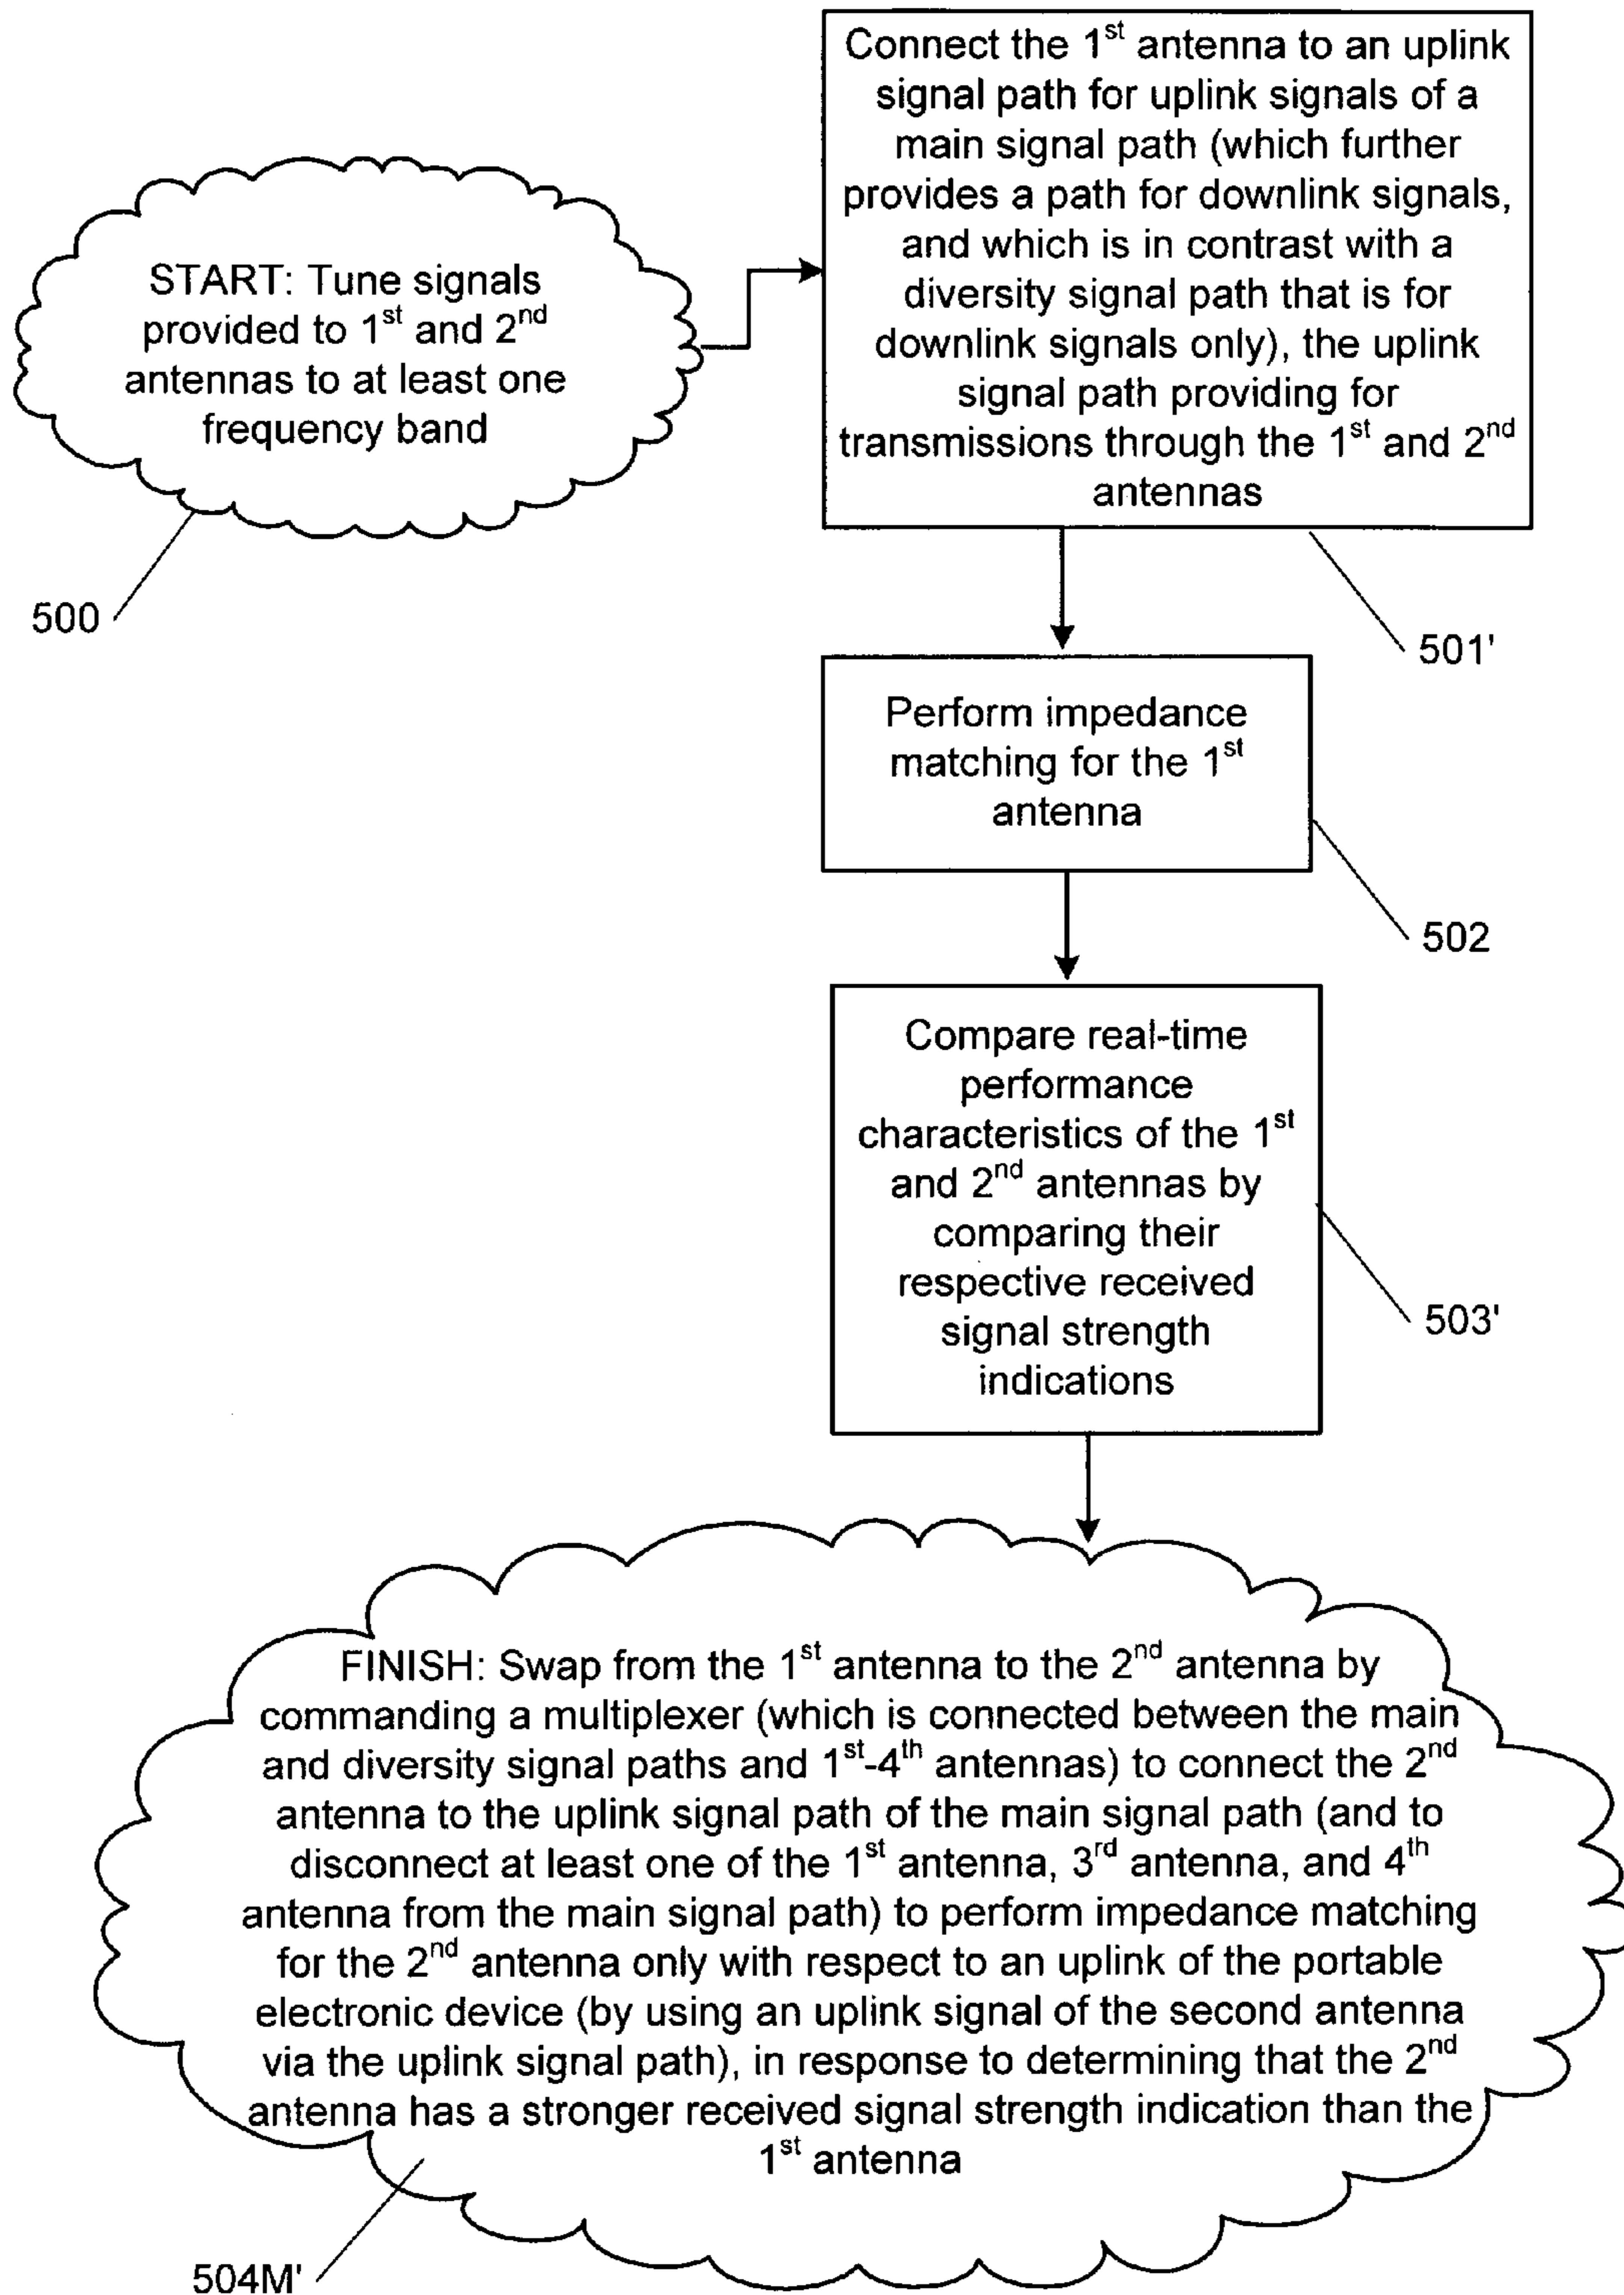 START: Tune signals
provided to 1st and 2nd
antennas to at least one
frequency band
500
Connect the 1st antenna to an uplink
signal path for uplink signals of a
main signal path (which further
provides a path for downlink signals,
and which is in contrast with a
diversity signal path that is for
downlink signals only), the uplink
signal path providing for
transmissions through the 1st and 2nd
antennas
501'
Perform impedance
matching for the 1st
antenna
502
Compare real-time
performance
characteristics of the 1st
and 2nd antennas by
comparing their
respective received
signal strength
indications
503'
FINISH: Swap from the 1st antenna to the 2nd antenna by
commanding a multiplexer (which is connected between the main
and diversity signal paths and 1st-4th antennas) to connect the 2nd
antenna to the uplink signal path of the main signal path (and to
disconnect at least one of the 1st antenna, 3rd antenna, and 4th
antenna from the main signal path) to perform impedance matching
for the 2nd antenna only with respect to an uplink of the portable
electronic device (by using an uplink signal of the second antenna
via the uplink signal path), in response to determining that the 2nd
antenna has a stronger received signal strength indication than the
1st antenna
504M'